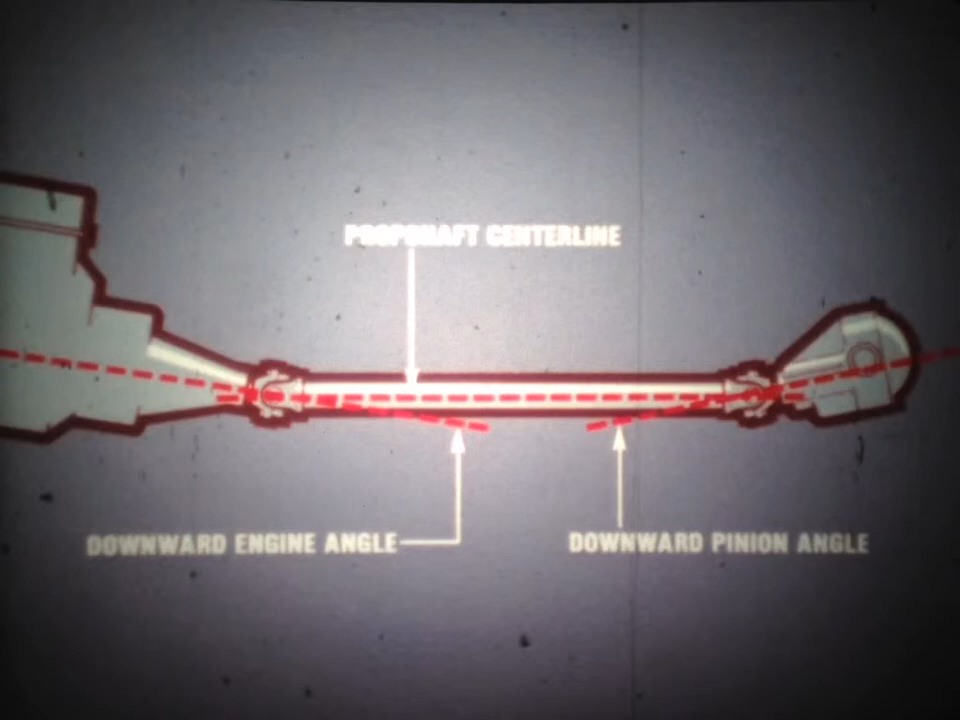 PROPSHAFT CENTERLINE
DOWNWARD ENGINE ANGLE
DOWNWARD PINION ANGLE